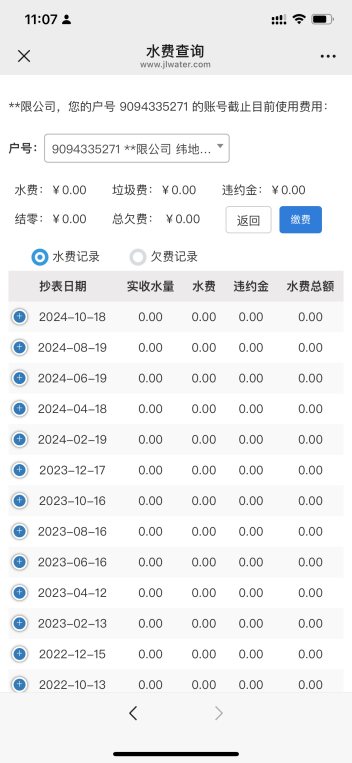 11:07
水费查询
www.jlwater.com
**限公司，您的户号 9094335271 的账号截止目前使用费用：
户号： 9094335271 **限公司 纬地...
水费：￥0.00 垃圾费：￥0.00 违约金：￥0.00
结零：￥0.00 总欠费： ￥0.00 返回 缴费
水费记录 欠费记录
抄表日期 实收水量 水费 违约金 水费总额
2024-10-18 0.00 0.00 0.00 0.00
2024-08-19 0.00 0.00 0.00 0.00
2024-06-19 0.00 0.00 0.00 0.00
2024-04-18 0.00 0.00 0.00 0.00
2024-02-19 0.00 0.00 0.00 0.00
2023-12-17 0.00 0.00 0.00 0.00
2023-10-16 0.00 0.00 0.00 0.00
2023-08-16 0.00 0.00 0.00 0.00
2023-06-16 0.00 0.00 0.00 0.00
2023-04-12 0.00 0.00 0.00 0.00
2023-02-13 0.00 0.00 0.00 0.00
2022-12-15 0.00 0.00 0.00 0.00
2022-10-13 0.00 0.00 0.00 0.00